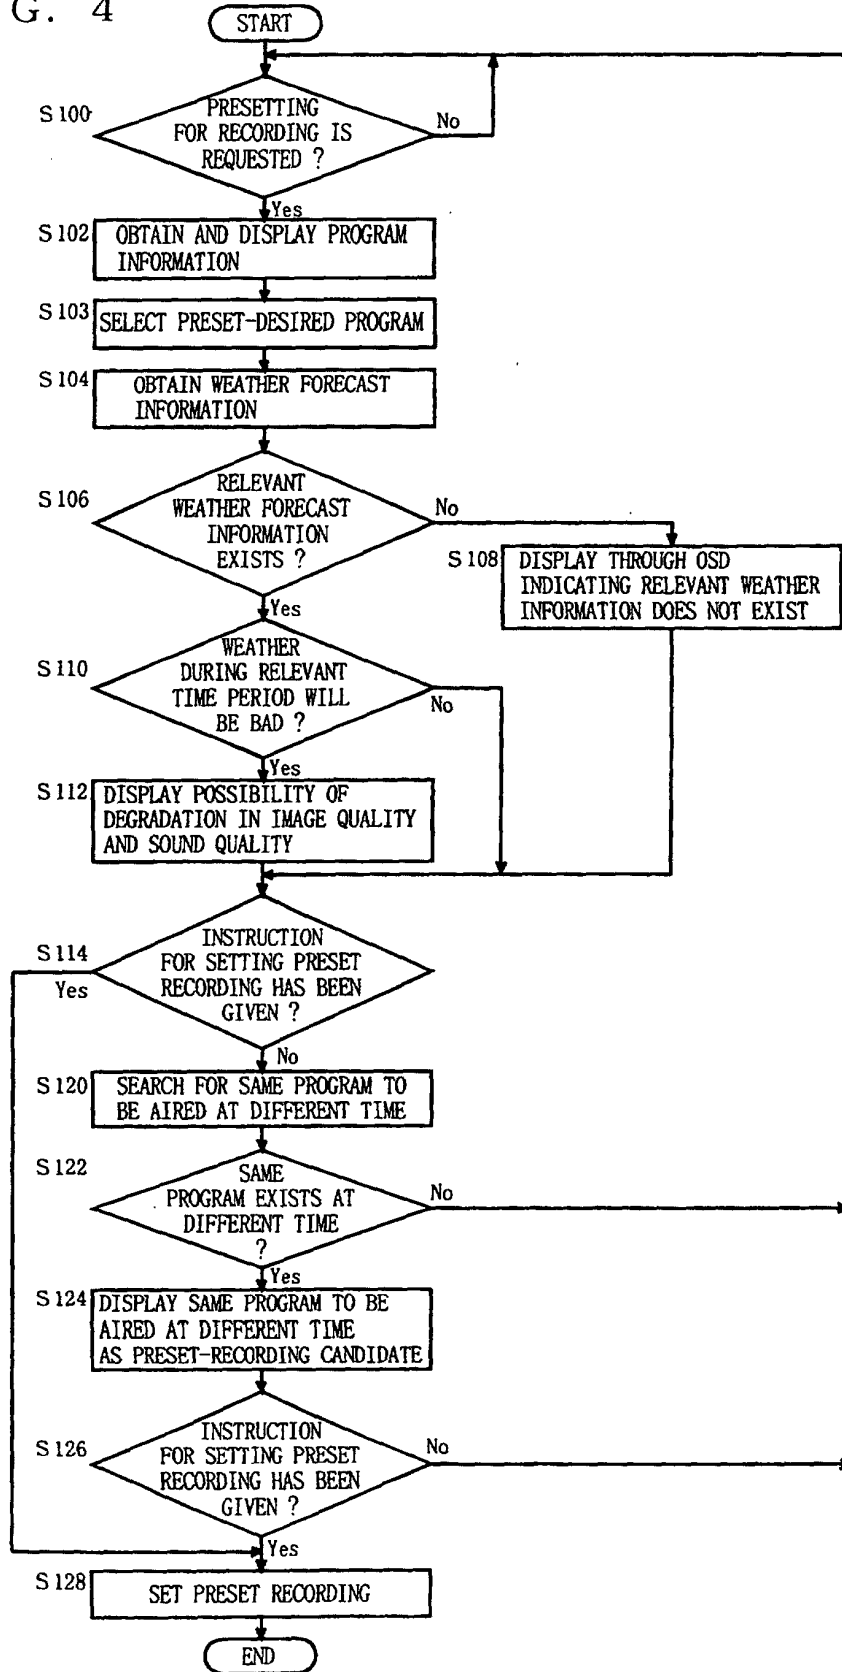 G. 4
START
S100
PRESETTING
FOR RECORDING IS
REQUESTED ?
No
Yes
S102
OBTAIN AND DISPLAY PROGRAM
INFORMATION
S103
SELECT PRESET-DESIRED PROGRAM
S104
OBTAIN WEATHER FORECAST
INFORMATION
S106
RELEVANT
WEATHER FORECAST
INFORMATION
EXISTS ?
No
Yes
S108
DISPLAY THROUGH OSD
INDICATING RELEVANT WEATHER
INFORMATION DOES NOT EXIST
S110
WEATHER
DURING RELEVANT
TIME PERIOD WILL
BE BAD ?
No
Yes
S112
DISPLAY POSSIBILITY OF
DEGRADATION IN IMAGE QUALITY
AND SOUND QUALITY
S114
INSTRUCTION
FOR SETTING PRESET
RECORDING HAS BEEN
GIVEN ?
Yes
No
S120
SEARCH FOR SAME PROGRAM TO
BE AIRED AT DIFFERENT TIME
S122
SAME
PROGRAM EXISTS AT
DIFFERENT TIME
?
No
Yes
S124
DISPLAY SAME PROGRAM TO BE
AIRED AT DIFFERENT TIME
AS PRESET-RECORDING CANDIDATE
S126
INSTRUCTION
FOR SETTING PRESET
RECORDING HAS BEEN
GIVEN ?
No
Yes
S128
SET PRESET RECORDING
END